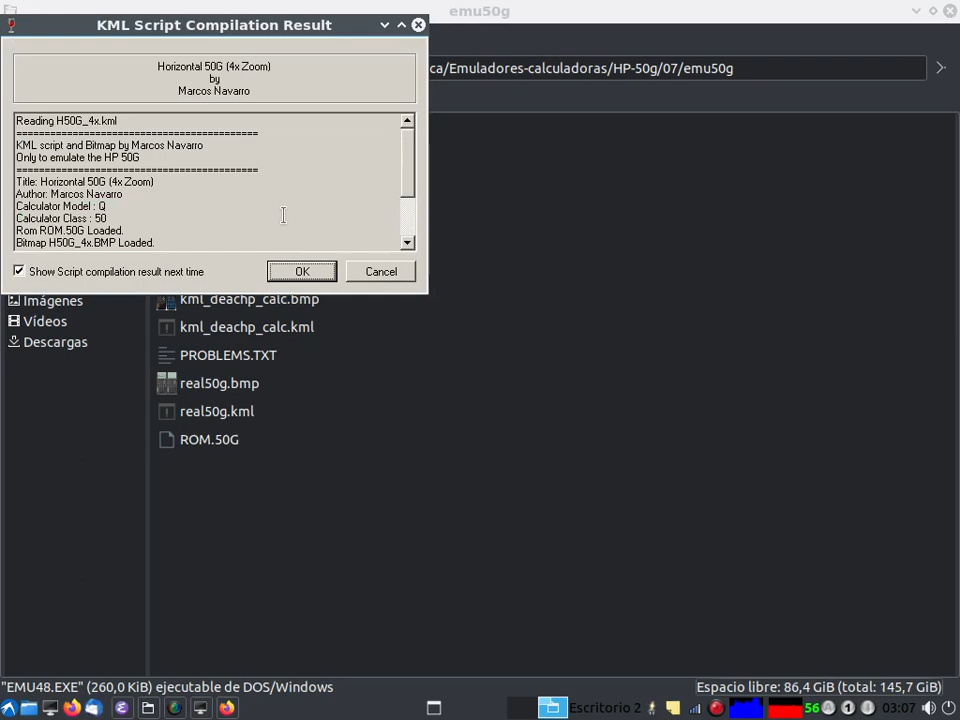 emu50g
KML Script Compilation Result
Horizontal 50G (4x Zoom)
by
Marcos Navarro
ca/Emuladores-calculadoras/HP-50g/07/emu50g
Reading H50G_4x.kml
==========================================
KML script and Bitmap by Marcos Navarro
Only to emulate the HP 50G
==========================================
Title: Horizontal 50G (4x Zoom)
Author: Marcos Navarro
Calculator Model : Q
Calculator Class : 50
Rom ROM.50G Loaded.
Bitmap H50G_4x.BMP Loaded.
Show Script compilation result next time
OK
Cancel
Imágenes
Vídeos
Descargas
kml_deachp_calc.bmp
kml_deachp_calc.kml
PROBLEMS.TXT
real50g.bmp
real50g.kml
ROM.50G
"EMU48.EXE" (260,0 KiB) ejecutable de DOS/Windows
Espacio libre: 86,4 GiB (total: 145,7 GiB)
Escritorio 2
56
03:07